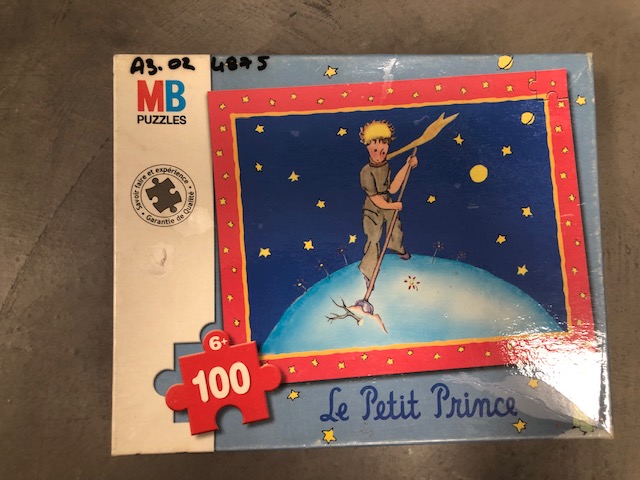 A3.02 4875
MB
PUZZLES
Savoir faire et expérience
Garantie de Qualité
6+
100
Le Petit Prince